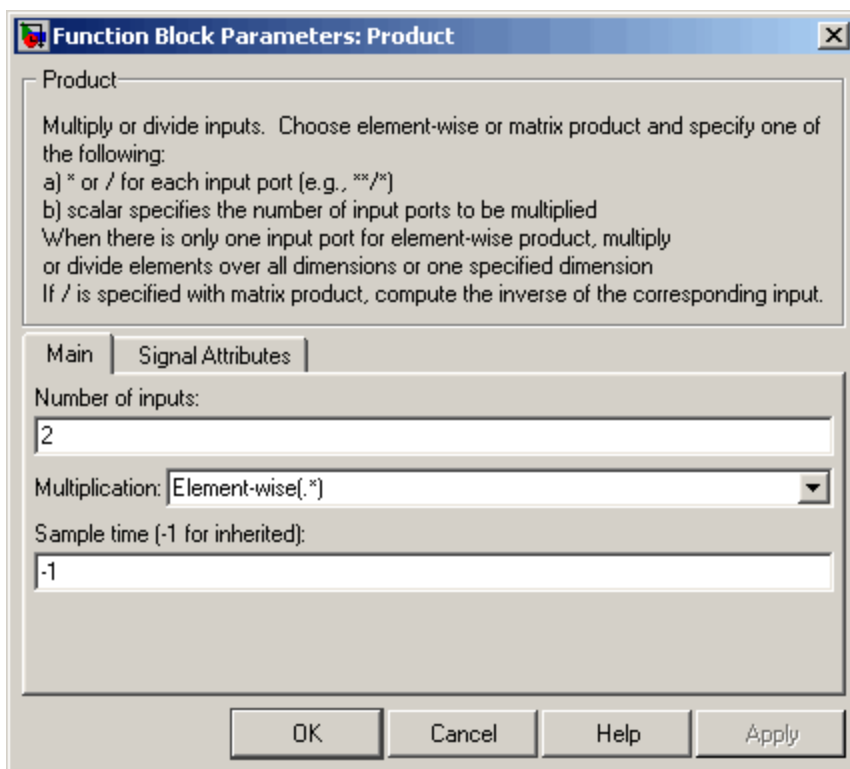 Function Block Parameters: Product
Product
Multiply or divide inputs.  Choose element-wise or matrix product and specify one of
the following:
a) * or / for each input port (e.g., **/*)
b) scalar specifies the number of input ports to be multiplied
When there is only one input port for element-wise product, multiply
or divide elements over all dimensions or one specified dimension
If / is specified with matrix product, compute the inverse of the corresponding input.
Main Signal Attributes
Number of inputs:
2
Multiplication: Element-wise(.*)
Sample time (-1 for inherited):
-1
OK Cancel Help Apply